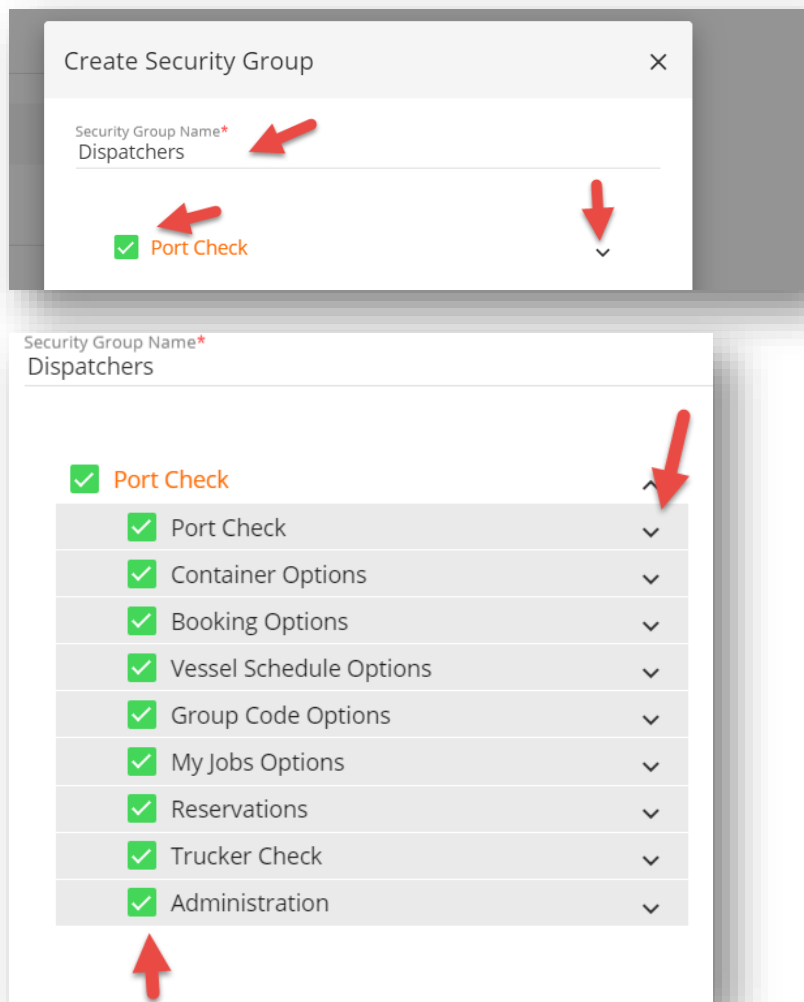 Create Security Group
Security Group Name*
Dispatchers
Port Check
Security Group Name*
Dispatchers
Port Check
Port Check
Container Options
Booking Options
Vessel Schedule Options
Group Code Options
My Jobs Options
Reservations
Trucker Check
Administration